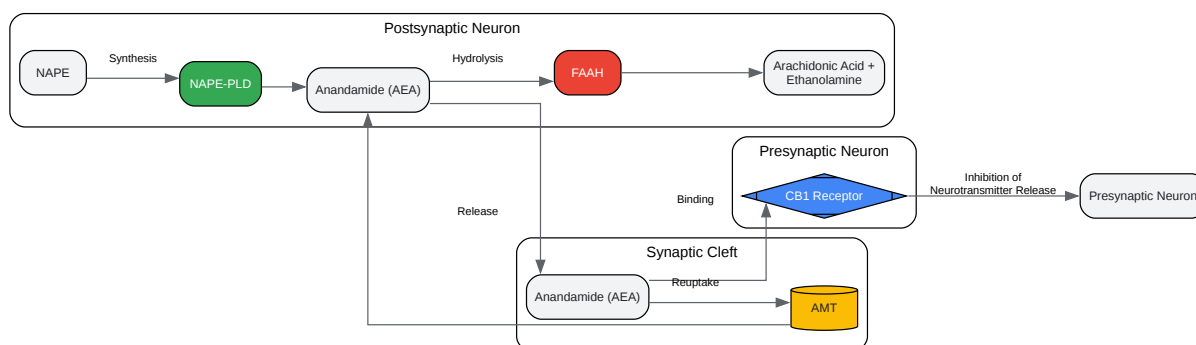 Postsynaptic Neuron
NAPE
Synthesis
NAPE-PLD
Anandamide (AEA)
Hydrolysis
FAAH
Arachidonic Acid +
Ethanolamine
Presynaptic Neuron
CB1 Receptor
Binding
Inhibition of
Neurotransmitter Release
Presynaptic Neuron
Release
Synaptic Cleft
Anandamide (AEA)
Reuptake
AMT